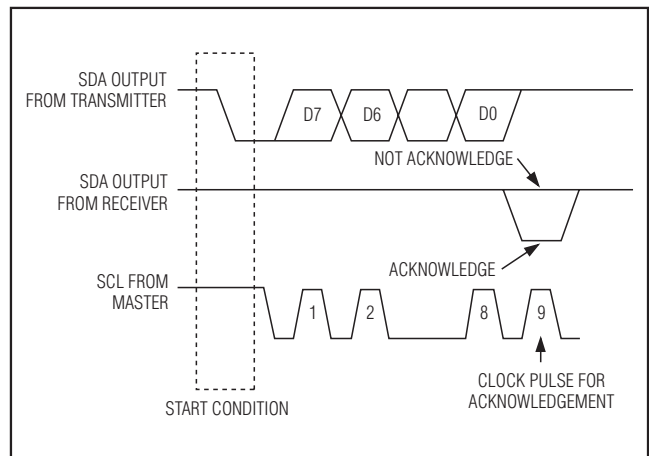 SDA OUTPUT
FROM TRANSMITTER
D7
D6
D0
NOT ACKNOWLEDGE
SDA OUTPUT
FROM RECEIVER
ACKNOWLEDGE
SCL FROM
MASTER
1
2
8
9
START CONDITION
CLOCK PULSE FOR
ACKNOWLEDGEMENT